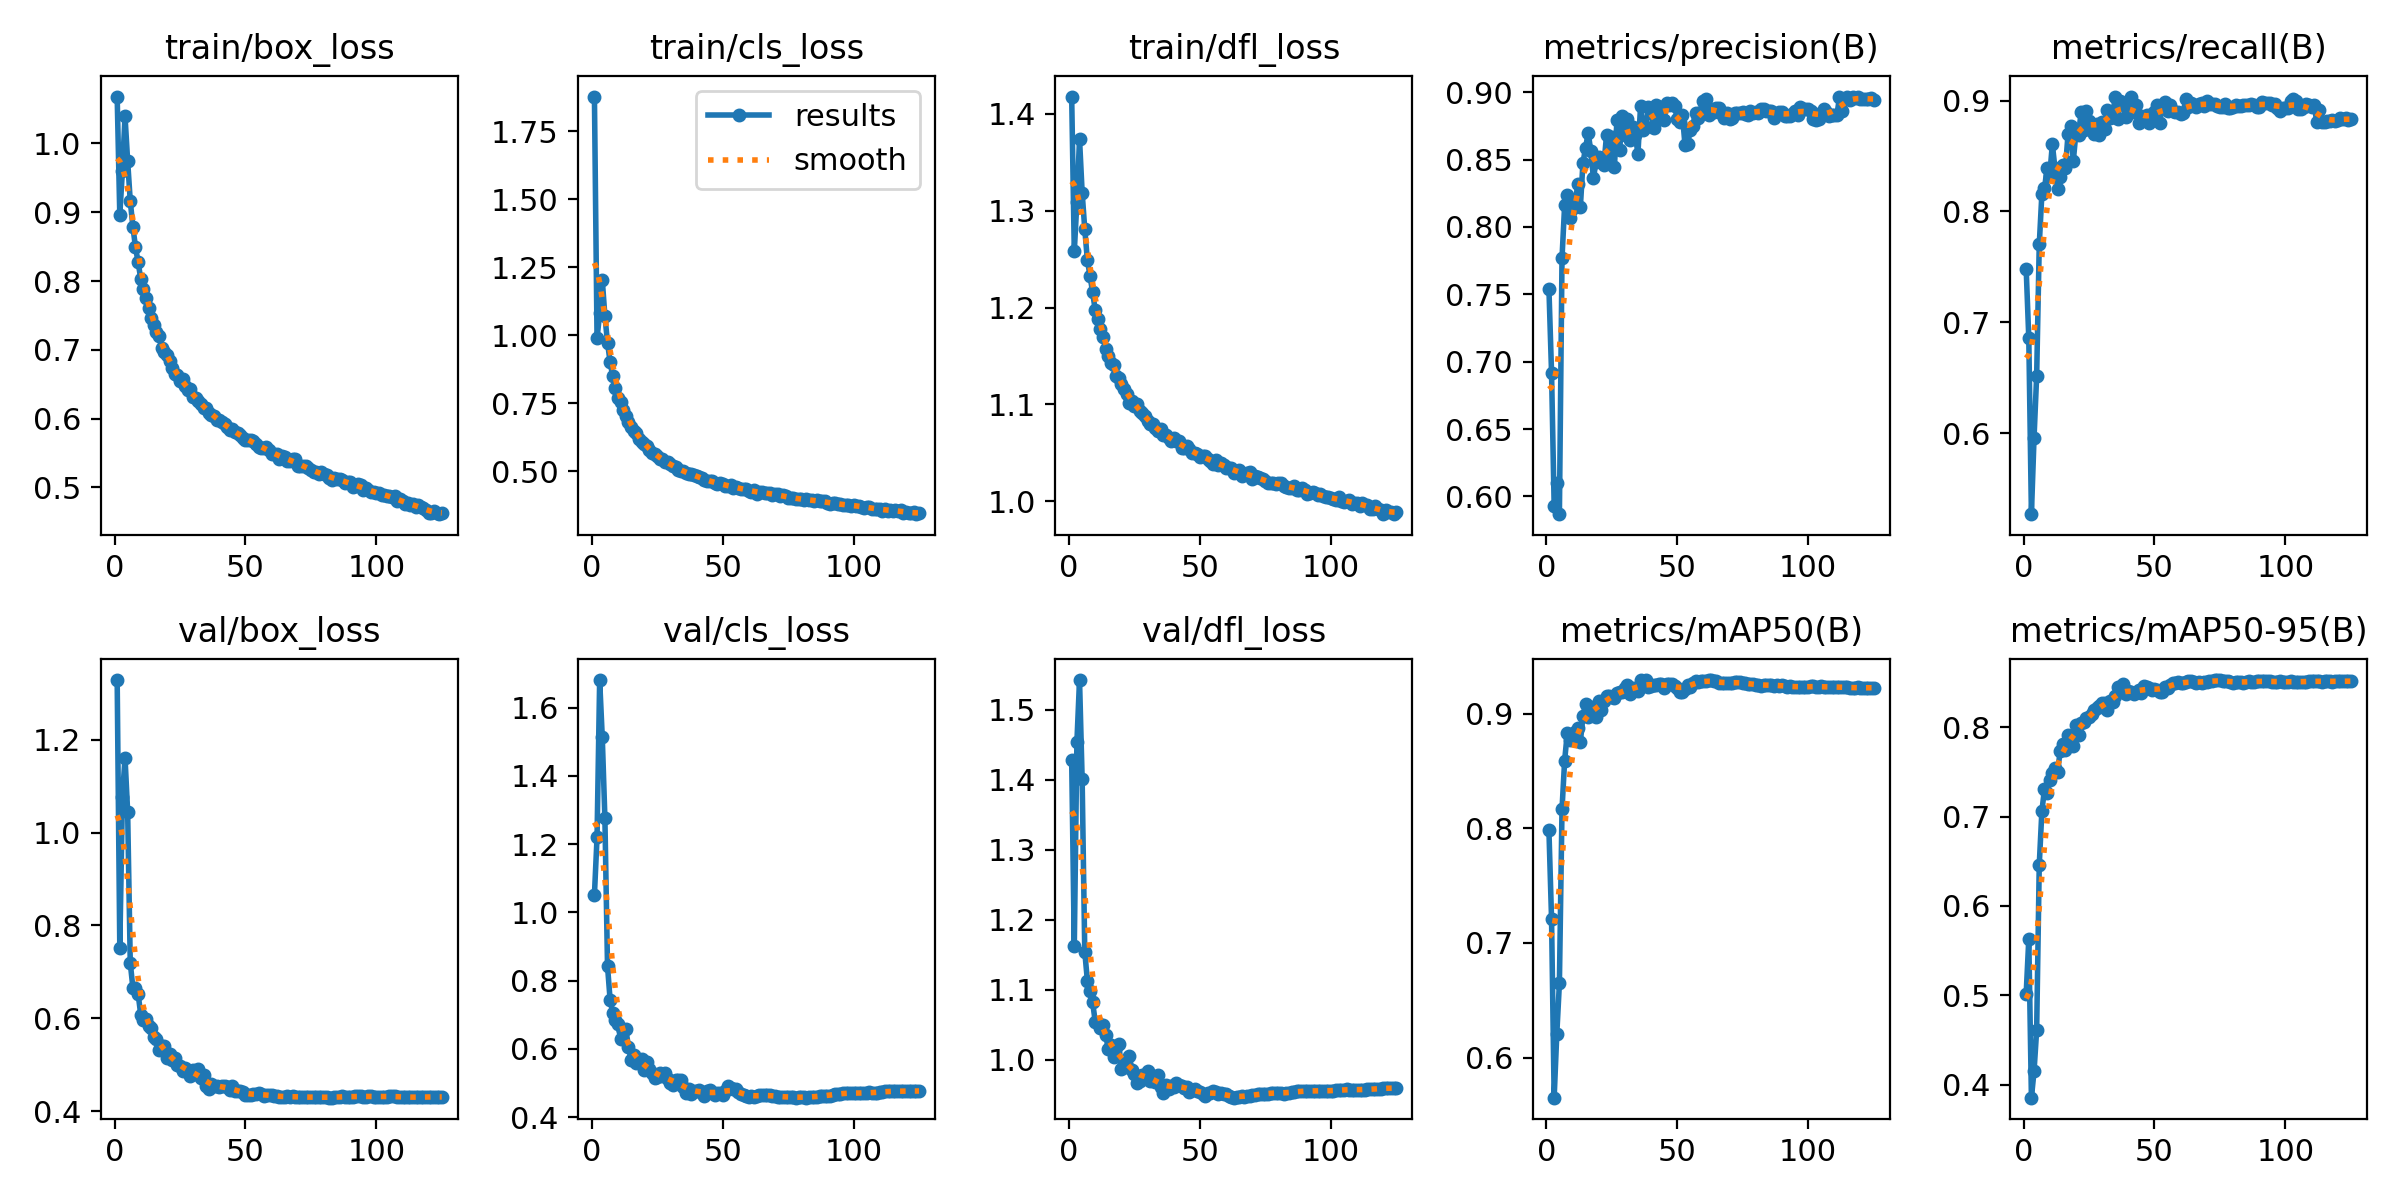 train/box_loss
1.0
0.9
0.8
0.7
0.6
0.5
0 50 100
train/cls_loss
results
smooth
1.75
1.50
1.25
1.00
0.75
0.50
0 50 100
train/dfl_loss
1.4
1.3
1.2
1.1
1.0
0 50 100
metrics/precision(B)
0.90
0.85
0.80
0.75
0.70
0.65
0.60
0 50 100
metrics/recall(B)
0.9
0.8
0.7
0.6
0 50 100
val/box_loss
1.2
1.0
0.8
0.6
0.4
0 50 100
val/cls_loss
1.6
1.4
1.2
1.0
0.8
0.6
0.4
0 50 100
val/dfl_loss
1.5
1.4
1.3
1.2
1.1
1.0
0 50 100
metrics/mAP50(B)
0.9
0.8
0.7
0.6
0 50 100
metrics/mAP50-95(B)
0.8
0.7
0.6
0.5
0.4
0 50 100